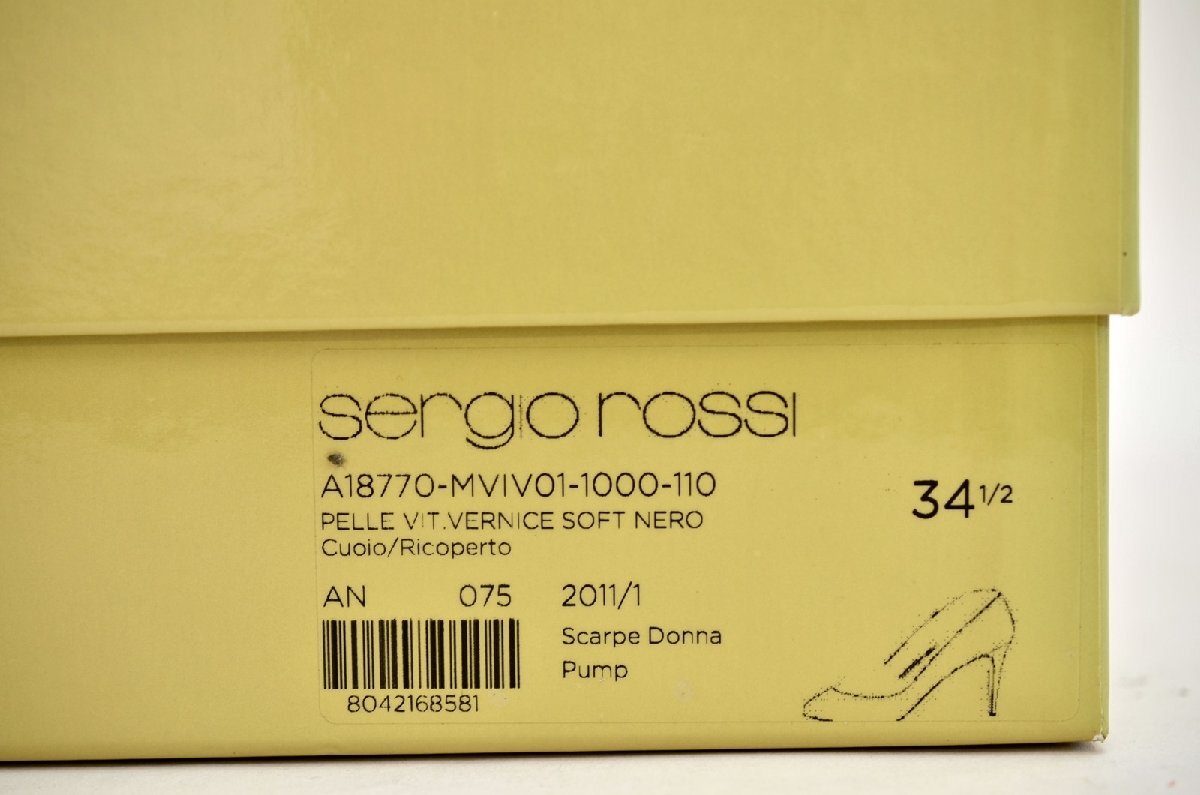 sergio rossi
A18770-MVIV01-1000-110
34 1/2
PELLE VIT.VERNICE SOFT NERO
Cuoio/Ricoperto
AN 075 2011/1
Scarpe Donna
Pump
8042168581